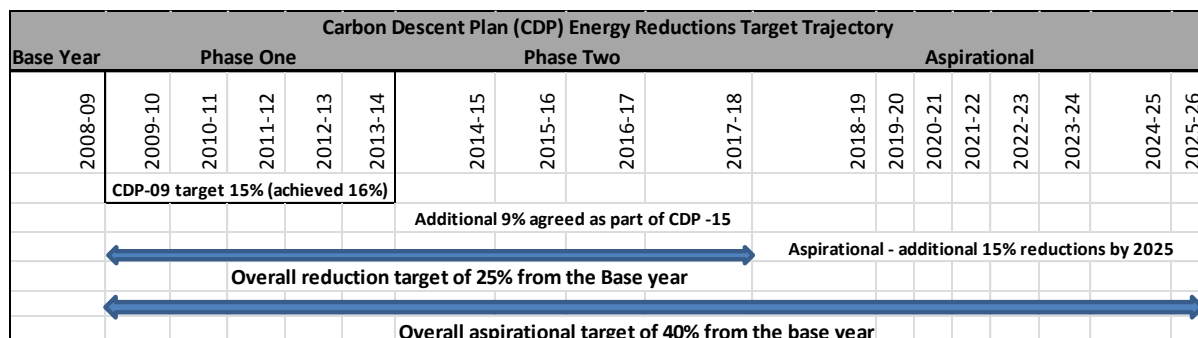 Carbon Descent Plan (CDP) Energy Reductions Target Trajectory
Base Year Phone One Phase Two Aspirational
2008-09 2009-10 2010-11 2011-12 2012-13 2013-14 2014-15 2015-16 2016-17 2017-18 2018-19 2019-20 2020-21 2021-22 2022-23 2023-24 2024-25 2025-26
CDP-09 target 15% (achieved 16%)
Additional 9% agreed as part of CDP -15
Aspirational - additional 15% reductions by 2025
Overall reduction target of 25% from the Base year
Overall aspirational target of 40% from the base year